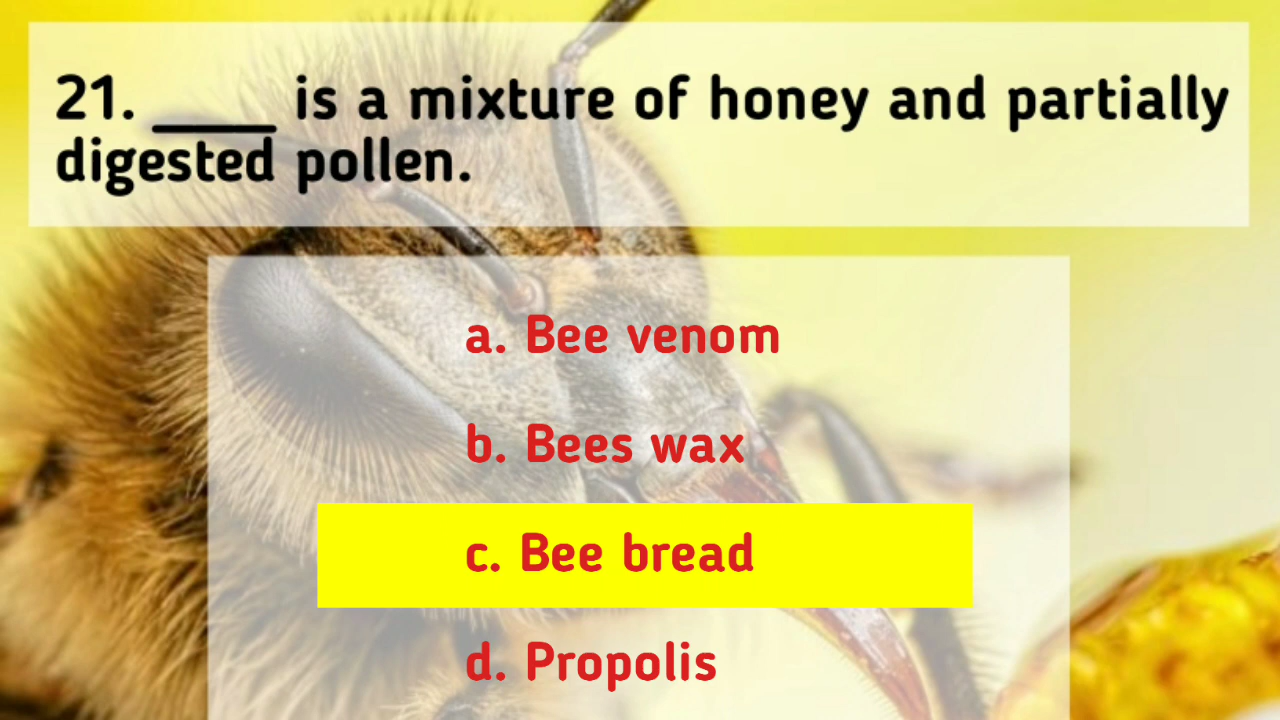 21. ____ is a mixture of honey and partially
digested pollen.
a. Bee venom
b. Bees wax
c. Bee bread
d. Propolis